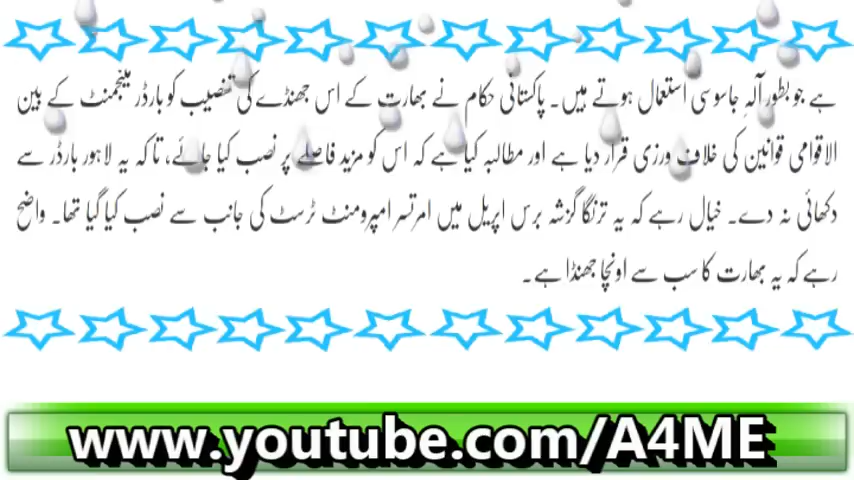 ہے جو بطور آلہِ جاسوسی استعمال ہوتے ہیں۔ پاکستانی حکام نے بھارت کے اس جھنڈے کی تنصیب کو بارڈر مینجمنٹ کے بین
الاقوامی قوانین کی خلاف ورزی قرار دیا ہے اور مطالبہ کیا ہے کہ اس کو مزید فاصلے پر نصب کیا جائے، تا کہ یہ لاہور بارڈر سے
دکھائی نہ دے۔ خیال رہے کہ یہ ترنگا گزشتہ برس اپریل میں امرتسر امپرومنٹ ٹرسٹ کی جانب سے نصب کیا گیا تھا۔ واضح
رہے کہ یہ بھارت کا سب سے اونچا جھنڈا ہے۔
www.youtube.com/A4ME